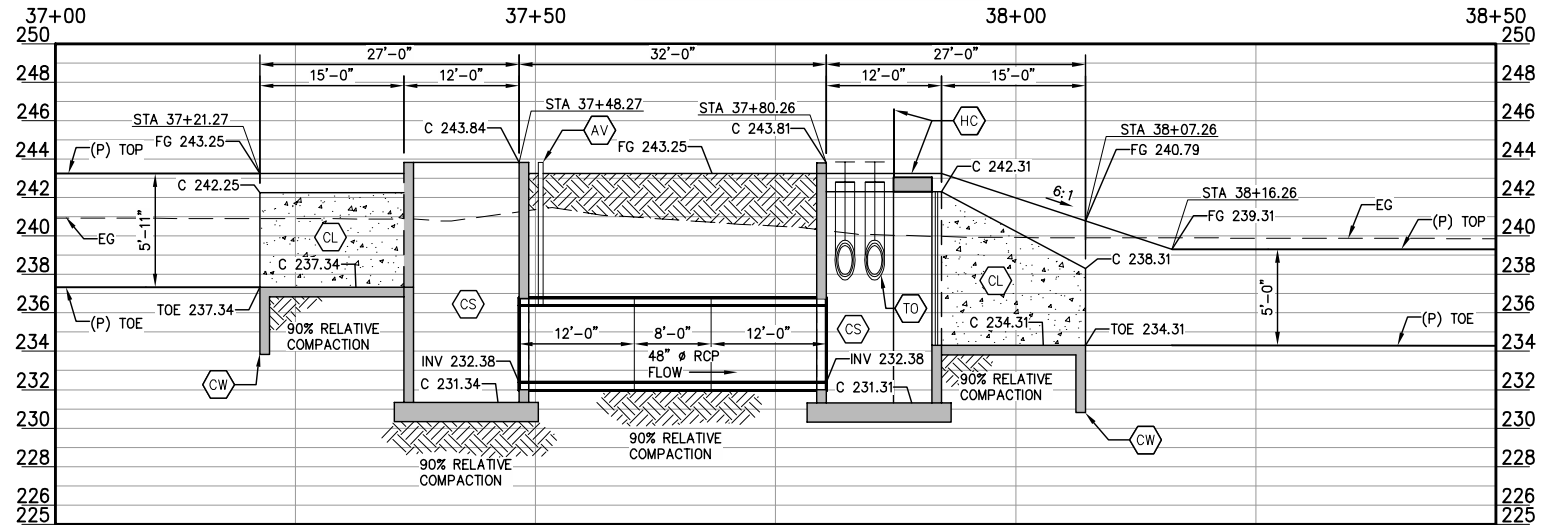 37+00 37+50 38+00 38+50
250 250
27'-0" 32'-0" 27'-0"
248 248
15'-0" 12'-0" 12'-0" 15'-0"
246 246
STA 37+48.27
STA 37+80.26
HC
STA 37+21.27
C 243.84
AV
C 243.81
STA 38+07.26
(P) TOP
FG 243.25
FG 243.25
FG 240.79
244 244
C 242.25
C 242.31
6:1
STA 38+16.26
242 242
FG 239.31
EG
(P) TOP
240 240
EG
5'-11"
CL
C 238.31
238 238
C 237.34
CL
5'-0"
236 236
TOE 237.34
CS
TO
(P) TOE
(P) TOE
90% RELATIVE
COMPACTION
12'-0" 8'-0" 12'-0"
CS
C 234.31
TOE 234.31
234 234
48" ø RCP
FLOW
INV 232.38
INV 232.38
CW
C 231.34
C 231.31
90% RELATIVE
COMPACTION
232 232
230 230
90% RELATIVE
COMPACTION
CW
228 228
90% RELATIVE
COMPACTION
226 226
225 225